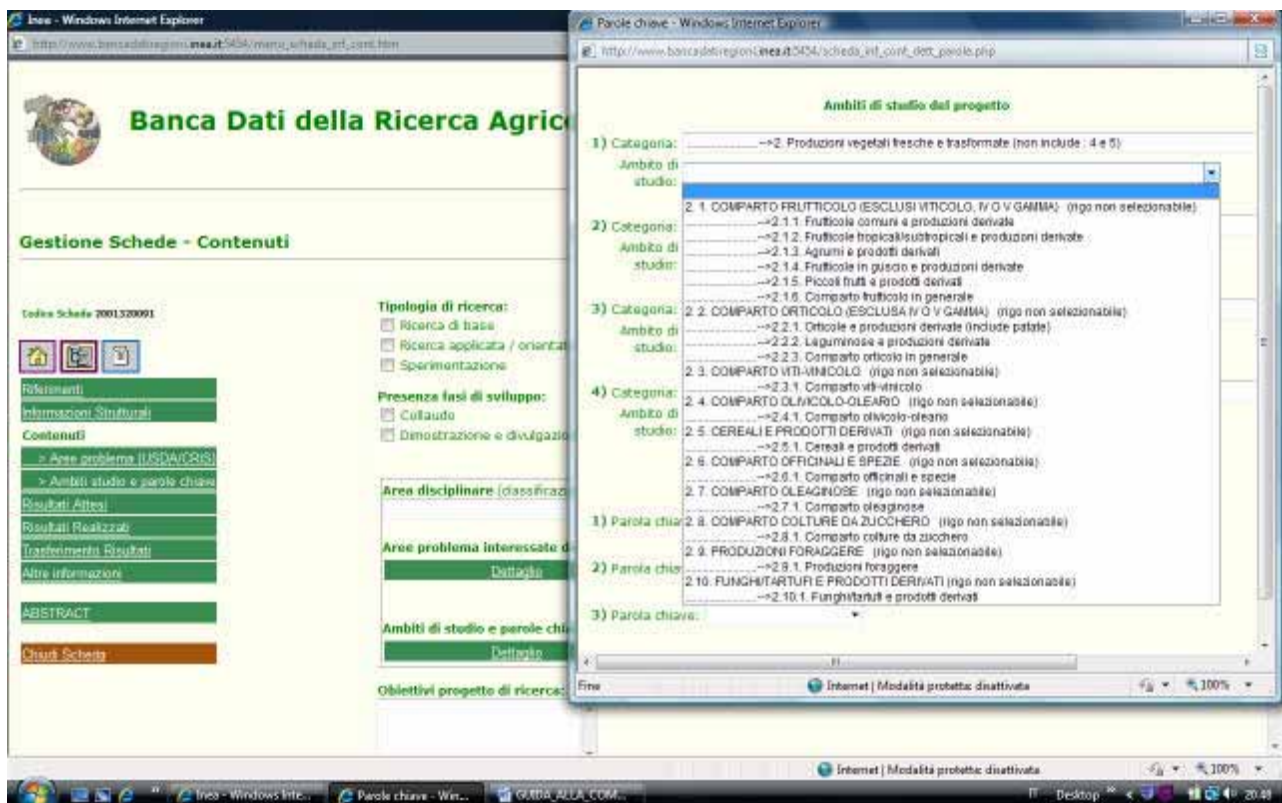 Inea - Windows Internet Explorer
Banca Dati della Ricerca Agric
Gestione Schede - Contenuti
Codice Scheda 2001320091
Riferimenti
Informazioni Strutturali
Contenuti
> Aree problema (USDA/CRIS)
> Ambiti studio e parole chiave
Risultati Attesi
Risultati Realizzati
Trasferimento Risultati
Altre informazioni
ABSTRACT
Chiudi Scheda
Tipologia di ricerca:
Ricerca di base
Ricerca applicata / orientat
Sperimentazione
Presenza fasi di sviluppo:
Collaudo
Dimostrazione e divulgazio
Area disciplinare (classificaz
Aree problema interessate d
Dettaglio
Ambiti di studio e parole chi
Dettaglio
Obiettivi progetto di ricerca:
Parole chiave - Windows Internet Explorer
Ambiti di studio del progetto
1) Categoria: ..................-->2. Produzioni vegetali fresche e trasformate (non include : 4 e 5)
Ambito di
studio:
2. 1. COMPARTO FRUTTICOLO (ESCLUSI VITICOLO, IV O V GAMMA) (rigo non selezionabile)
..................-->2.1.1. Frutticole comuni e produzioni derivate
..................-->2.1.2. Frutticole tropicali/subtropicali e produzioni derivate
..................-->2.1.3. Agrumi e prodotti derivati
..................-->2.1.4. Frutticole in guscio e produzioni derivate
..................-->2.1.5. Piccoli frutti e prodotti derivati
..................-->2.1.6. Comparto frutticolo in generale
2. 2. COMPARTO ORTICOLO (ESCLUSA IV O V GAMMA) (rigo non selezionabile)
..................-->2.2.1. Orticole e produzioni derivate (include patate)
..................-->2.2.2. Leguminose e produzioni derivate
..................-->2.2.3. Comparto orticolo in generale
2. 3. COMPARTO VITI-VINICOLO (rigo non selezionabile)
..................-->2.3.1. Comparto viti-vinicolo
2. 4. COMPARTO OLIVICOLO-OLEARIO (rigo non selezionabile)
..................-->2.4.1. Comparto olivicolo-oleario
2. 5. CEREALI E PRODOTTI DERIVATI (rigo non selezionabile)
..................-->2.5.1. Cereali e prodotti derivati
2. 6. COMPARTO OFFICINALI E SPEZIE (rigo non selezionabile)
..................-->2.6.1. Comparto officinali e spezie
2. 7. COMPARTO OLEAGINOSE (rigo non selezionabile)
..................-->2.7.1. Comparto oleaginose
2. 8. COMPARTO COLTURE DA ZUCCHERO (rigo non selezionabile)
..................-->2.8.1. Comparto colture da zucchero
2. 9. PRODUZIONI FORAGGERE (rigo non selezionabile)
..................-->2.9.1. Produzioni foraggere
2.10. FUNGHI/TARTUFI E PRODOTTI DERIVATI (rigo non selezionabile)
..................-->2.10.1. Funghi/tartufi e prodotti derivati
2) Categoria:
Ambito di
studio:
3) Categoria:
Ambito di
studio:
4) Categoria:
Ambito di
studio:
1) Parola chia
2) Parola chia
3) Parola chiave:
Fine
Internet | Modalità protetta: disattivata
100%
Internet | Modalità protetta: disattivata
100%
Inea - Windows Inte...
Parole chiave - Win...
GUIDA_ALLA_COM...
IT
Desktop
20.48